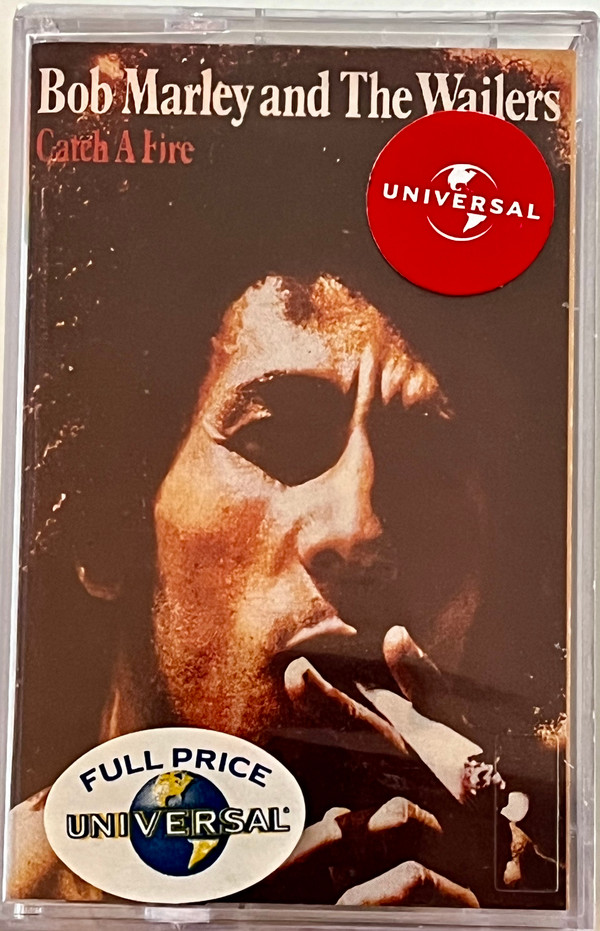 Bob Marley and The Wailers
Catch A Fire
UNIVERSAL
FULL PRICE
UNIVERSAL